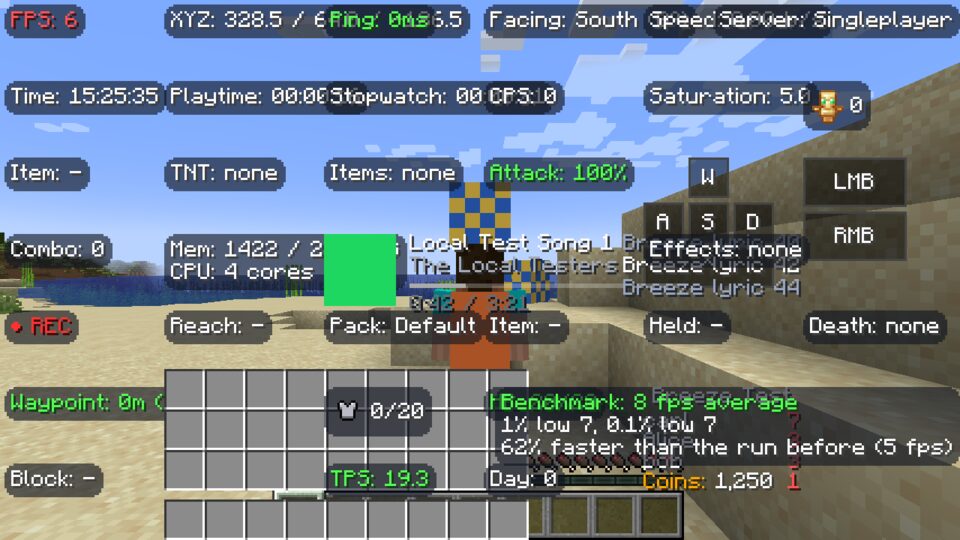 FPS: 6
XYZ: 328.5 / 6
Ping: 0ms
6.5
Facing: South
Speed
Server: Singleplayer
Time: 15:25:35
Playtime: 00:00
Stopwatch: 00
CPS: 0
Saturation: 5.0
0
Item: -
TNT: none
Items: none
Attack: 100%
W
LMB
A S D
RMB
Combo: 0
Mem: 1422 / 2
CPU: 4 cores
Local Test Song 1
The Local Testers
0:42 / 3:21
Effects: none
Breeze lyric 42
Breeze lyric 44
REC
Reach: -
Pack: Default
Item: -
Held: -
Death: none
Waypoint: 0m (
0/20
Breeze Test
Benchmark: 8 fps average
1% low 7, 0.1% low 7
62% faster than the run before (5 fps)
Block: -
TPS: 19.3
Day: 0
Coins: 1,250
1